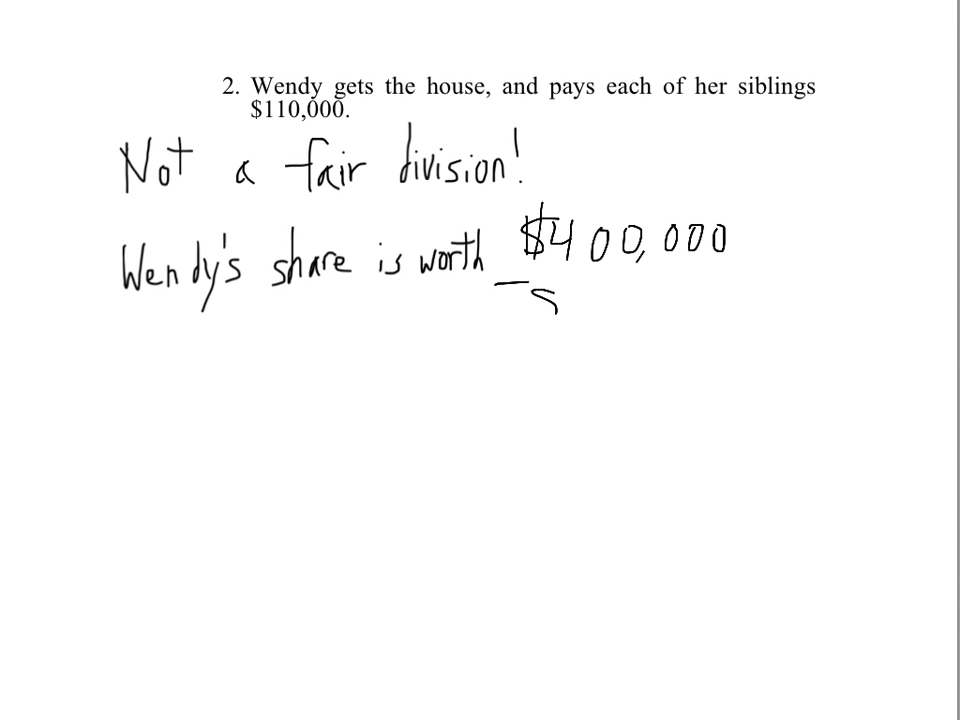 2. Wendy gets the house, and pays each of her siblings
$110,000.
Not a fair division!
Wendy's share is worth $400,000
–